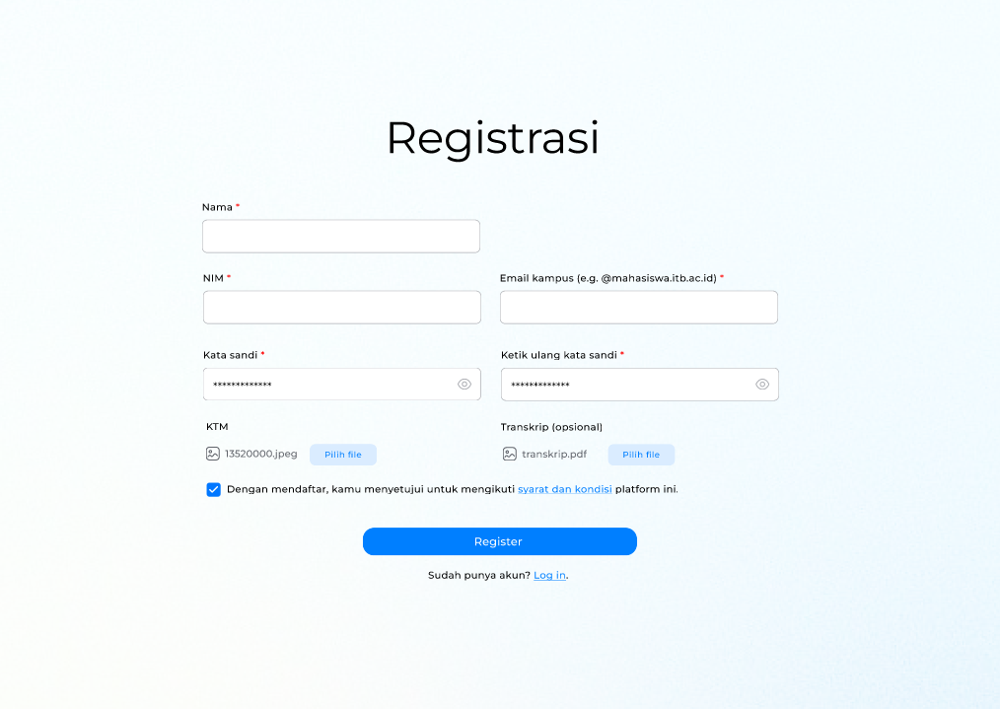 Registrasi
Nama *
NIM *
Email kampus (e.g. @mahasiswa.itb.ac.id) *
Kata sandi *
Ketik ulang kata sandi *
*************
*************
KTM
Transkrip (opsional)
13520000.jpeg
Pilih file
transkrip.pdf
Pilih file
Dengan mendaftar, kamu menyetujui untuk mengikuti syarat dan kondisi platform ini.
Register
Sudah punya akun? Log in.